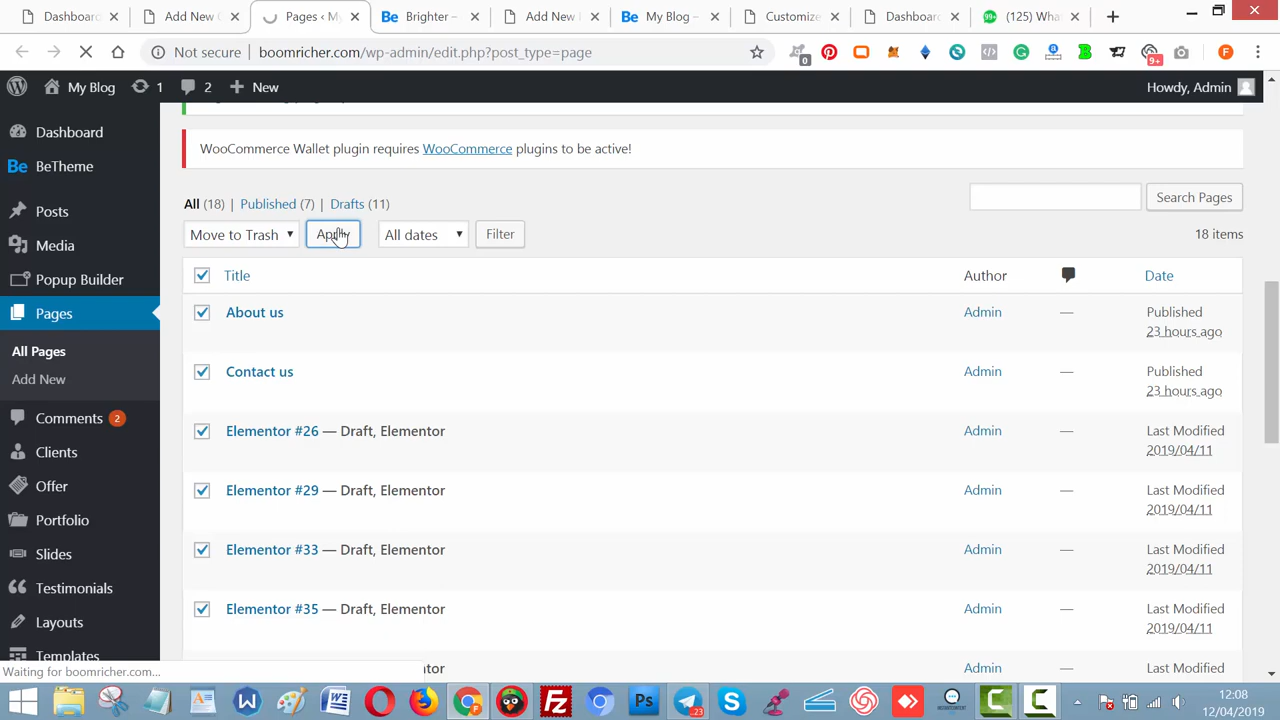 Dashboard
Add New
Pages ‹ My
Brighter –
Add New
My Blog –
Customize
Dashboard
(125) Wha
Not secure
boomricher.com/wp-admin/edit.php?post_type=page
0
9+
F
My Blog
1
2
New
Howdy, Admin
Dashboard
BeTheme
Posts
Media
Popup Builder
Pages
All Pages
Add New
Comments 2
Clients
Offer
Portfolio
Slides
Testimonials
Layouts
Templates
WooCommerce Wallet plugin requires WooCommerce plugins to be active!
All (18) | Published (7) | Drafts (11)
Search Pages
Move to Trash
Apply
All dates
Filter
18 items
Title
Author
Date
About us
Admin
—
Published
23 hours ago
Contact us
Admin
—
Published
23 hours ago
Elementor #26 — Draft, Elementor
Admin
—
Last Modified
2019/04/11
Elementor #29 — Draft, Elementor
Admin
—
Last Modified
2019/04/11
Elementor #33 — Draft, Elementor
Admin
—
Last Modified
2019/04/11
Elementor #35 — Draft, Elementor
Admin
—
Last Modified
2019/04/11
Admin
—
Last Modified
Waiting for boomricher.com...
12:08
12/04/2019